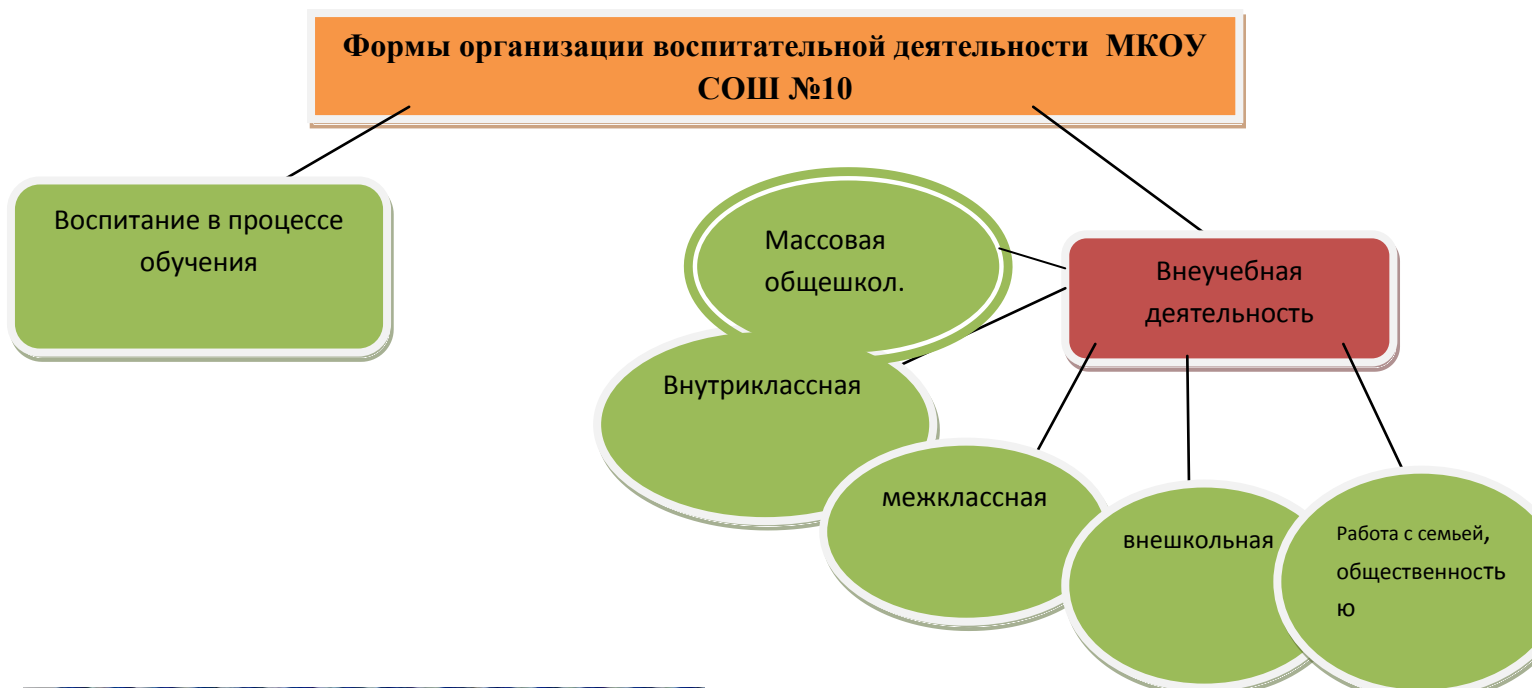 Формы организации воспитательной деятельности МКОУ
СОШ №10
Воспитание в процессе
обучения
Массовая
общешкол.
Внеучебная
деятельность
Внутриклассная
межклассная
внешкольная
Работа с семьей,
общественность
ю